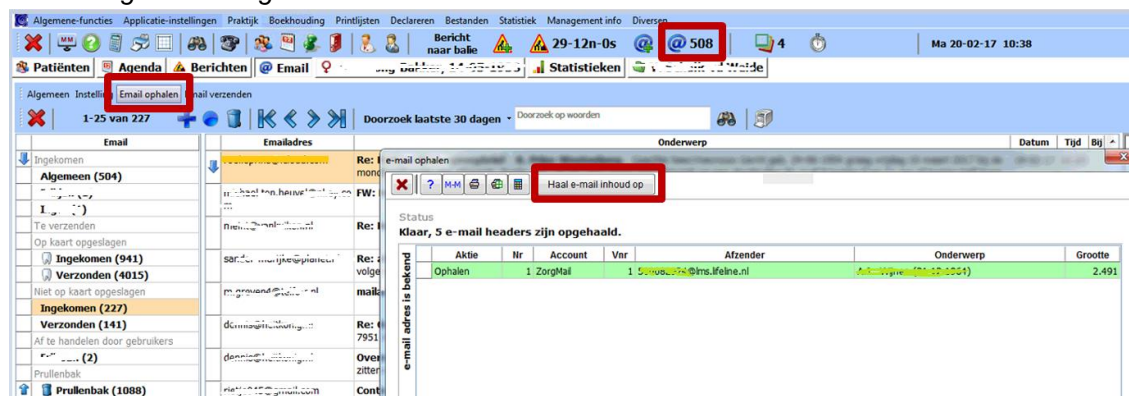 Algemene-functies Applicatie-instellingen Praktijk Boekhouding Printlijsten Declareren Bestanden Statistiek Management info Diversen
MM Bericht naar balie 29-12n-0s @ 508 4 Ma 20-02-17 10:38
Patiënten Agenda Berichten Email Statistieken
Algemeen Instelling Email ophalen Email verzenden
1-25 van 227 Doorzoek laatste 30 dagen Doorzoek op woorden
Email Emailadres Onderwerp Datum Tijd Bij
Ingekomen
Algemeen (504)
Te verzenden
Op kaart opgeslagen
Ingekomen (941)
Verzonden (4015)
Niet op kaart opgeslagen
Ingekomen (227)
Verzonden (141)
Af te handelen door gebruikers
(2)
Prullenbak
Prullenbak (1088)
Re:
FW:
Re:
Re:
volge
Re:
7951
Over
zitten
Cont
e-mail ophalen
? M-M Haal e-mail inhoud op
Status
Klaar, 5 e-mail headers zijn opgehaald.
e-mail adres is bekend
Aktie Nr Account Vnr Afzender Onderwerp Grootte
Ophalen 1 ZorgMail 1 @lms.lifeline.nl 2.491